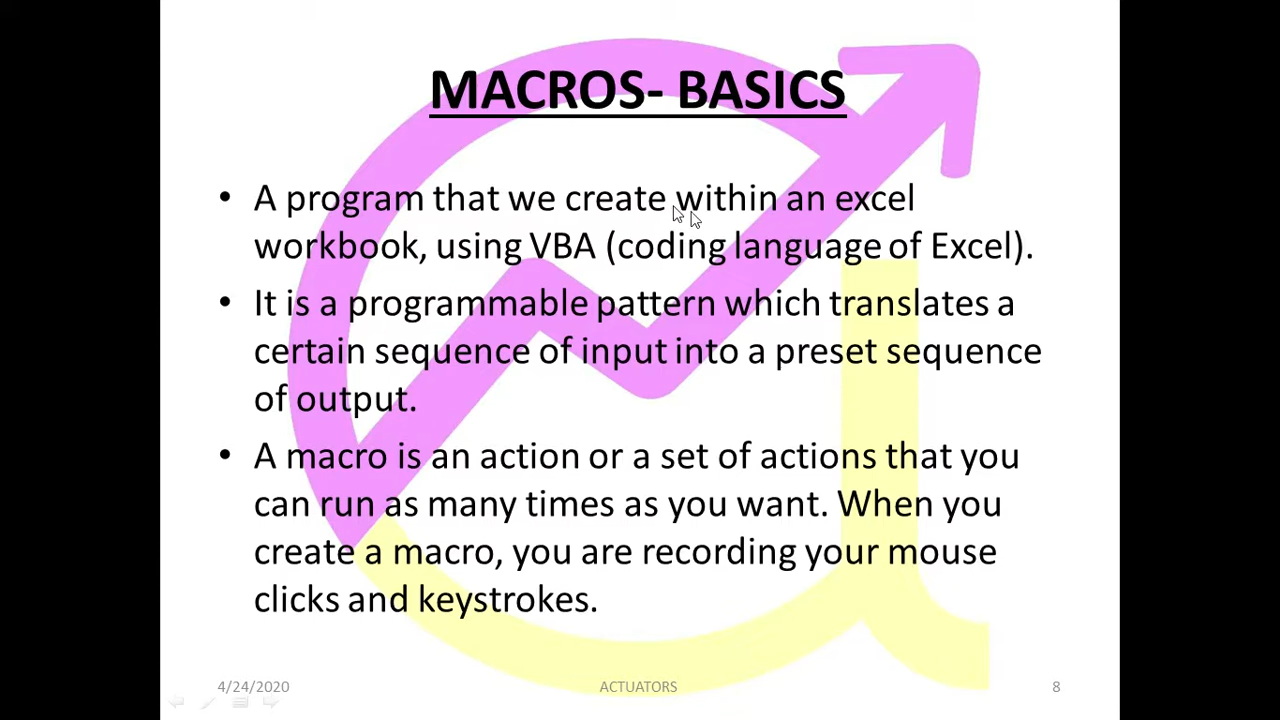 MACROS- BASICS
• A program that we create within an excel
workbook, using VBA (coding language of Excel).
• It is a programmable pattern which translates a
certain sequence of input into a preset sequence
of output.
• A macro is an action or a set of actions that you
can run as many times as you want. When you
create a macro, you are recording your mouse
clicks and keystrokes.
4/24/2020 ACTUATORS 8